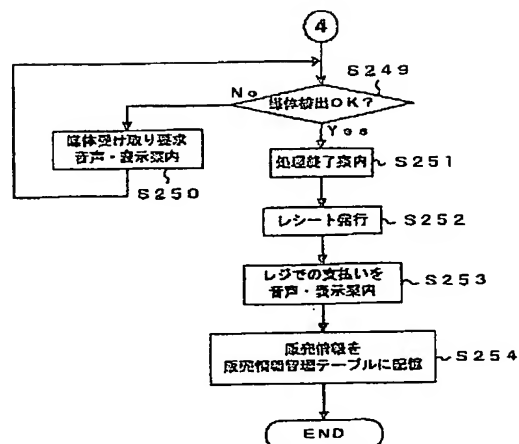 4
S249
No
媒体排出OK?
Yes
媒体受け取り要求
音声・表示案内
S250
処理終了案内
S251
レシート発行
S252
レジでの支払いを
音声・表示案内
S253
販売情報を
販売情報管理テーブルに記憶
S254
END